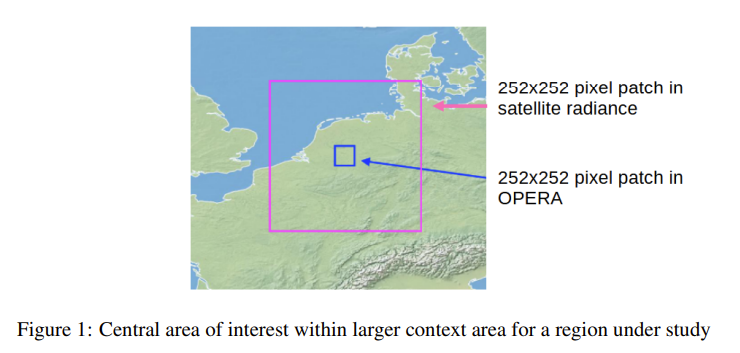 252x252 pixel patch in
satellite radiance
252x252 pixel patch in
OPERA
Figure 1: Central area of interest within larger context area for a region under study